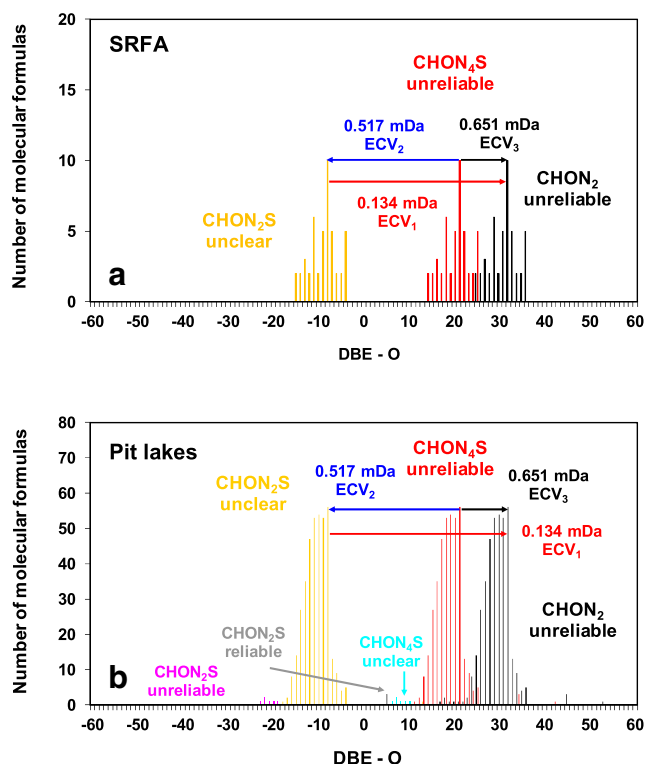 SRFA
CHON₄S
unreliable
0.517 mDa
ECV₂
0.651 mDa
ECV₃
CHON₂
unreliable
0.134 mDa
ECV₁
CHON₂S
unclear
a
Number of molecular formulas
20
15
10
5
0
-60 -50 -40 -30 -20 -10 0 10 20 30 40 50 60
DBE - O
Pit lakes
CHON₄S
unreliable
CHON₂S
unclear
0.517 mDa
ECV₂
0.651 mDa
ECV₃
0.134 mDa
ECV₁
CHON₂
unreliable
CHON₂S
reliable
CHON₄S
unclear
CHON₂S
unreliable
b
Number of molecular formulas
80
70
60
50
40
30
20
10
0
-60 -50 -40 -30 -20 -10 0 10 20 30 40 50 60
DBE - O